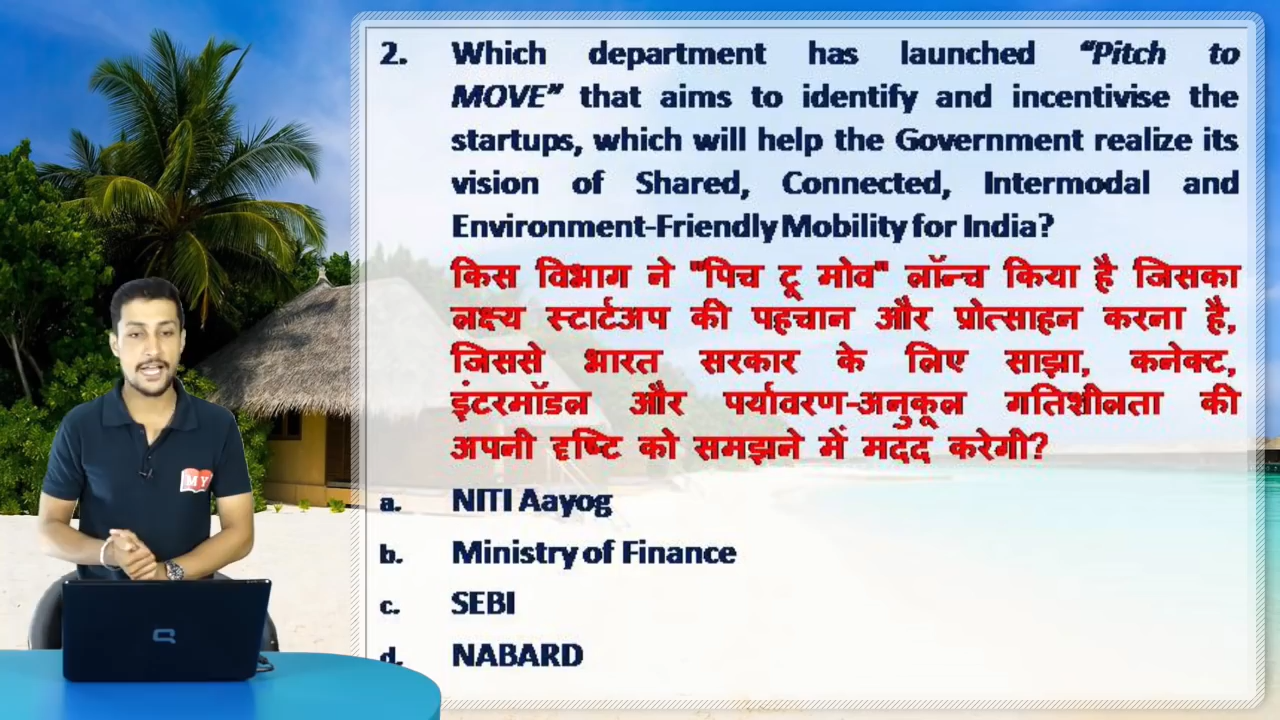 2. Which department has launched “Pitch to
MOVE” that aims to identify and incentivise the
startups, which will help the Government realize its
vision of Shared, Connected, Intermodal and
Environment-Friendly Mobility for India?
किस विभाग ने "पिच टू मोव" लॉन्च किया है जिसका
लक्ष्य स्टार्टअप की पहचान और प्रोत्साहन करना है,
जिससे भारत सरकार के लिए साझा, कनेक्ट,
इंटरमॉडल और पर्यावरण-अनुकूल गतिशीलता की
अपनी दृष्टि को समझने में मदद करेगी?
a. NITI Aayog
b. Ministry of Finance
c. SEBI
d. NABARD
MY